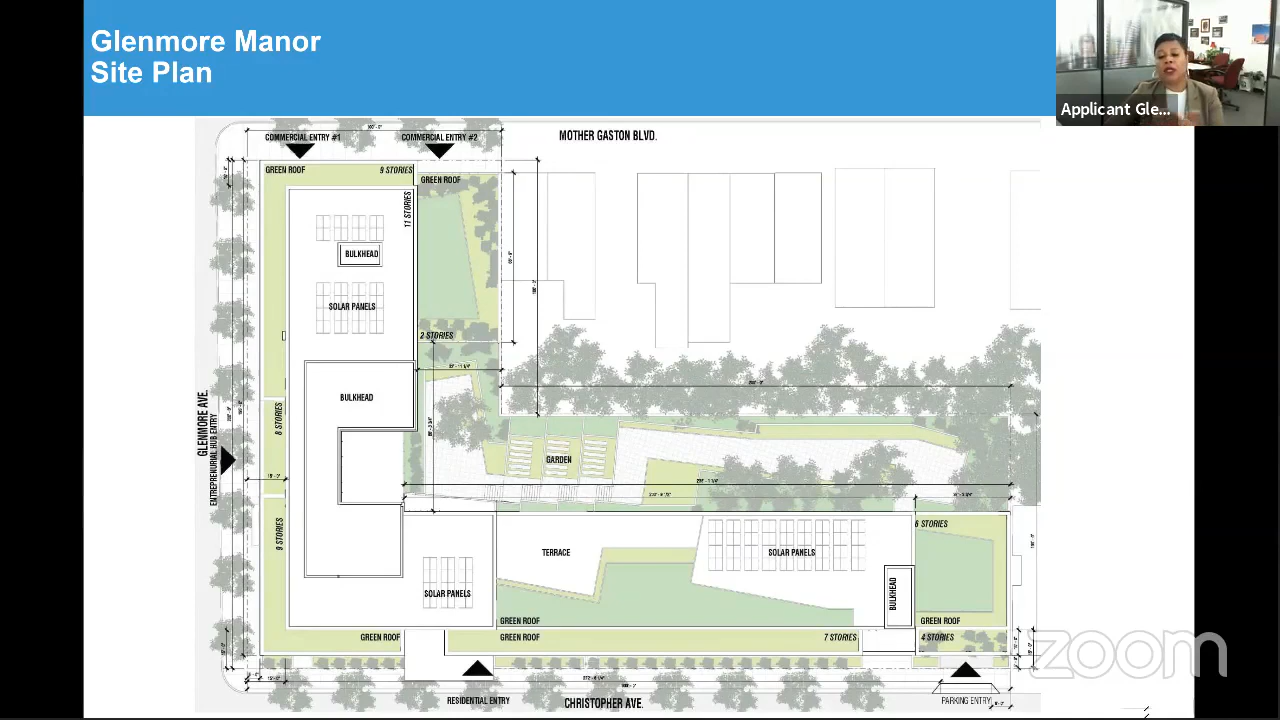 Glenmore Manor
Site Plan
Applicant Gle...
MOTHER GASTON BLVD.
COMMERCIAL ENTRY #1
COMMERCIAL ENTRY #2
GREEN ROOF
9 STORIES
GREEN ROOF
11 STORIES
BULKHEAD
SOLAR PANELS
2 STORIES
BULKHEAD
8 STORIES
GLENMORE AVE.
ENTREPRENURIAL HUB ENTRY
GARDEN
9 STORIES
TERRACE
SOLAR PANELS
6 STORIES
SOLAR PANELS
BULKHEAD
GREEN ROOF
GREEN ROOF
GREEN ROOF
GREEN ROOF
7 STORIES
4 STORIES
RESIDENTIAL ENTRY
CHRISTOPHER AVE.
PARKING ENTRY
zoom